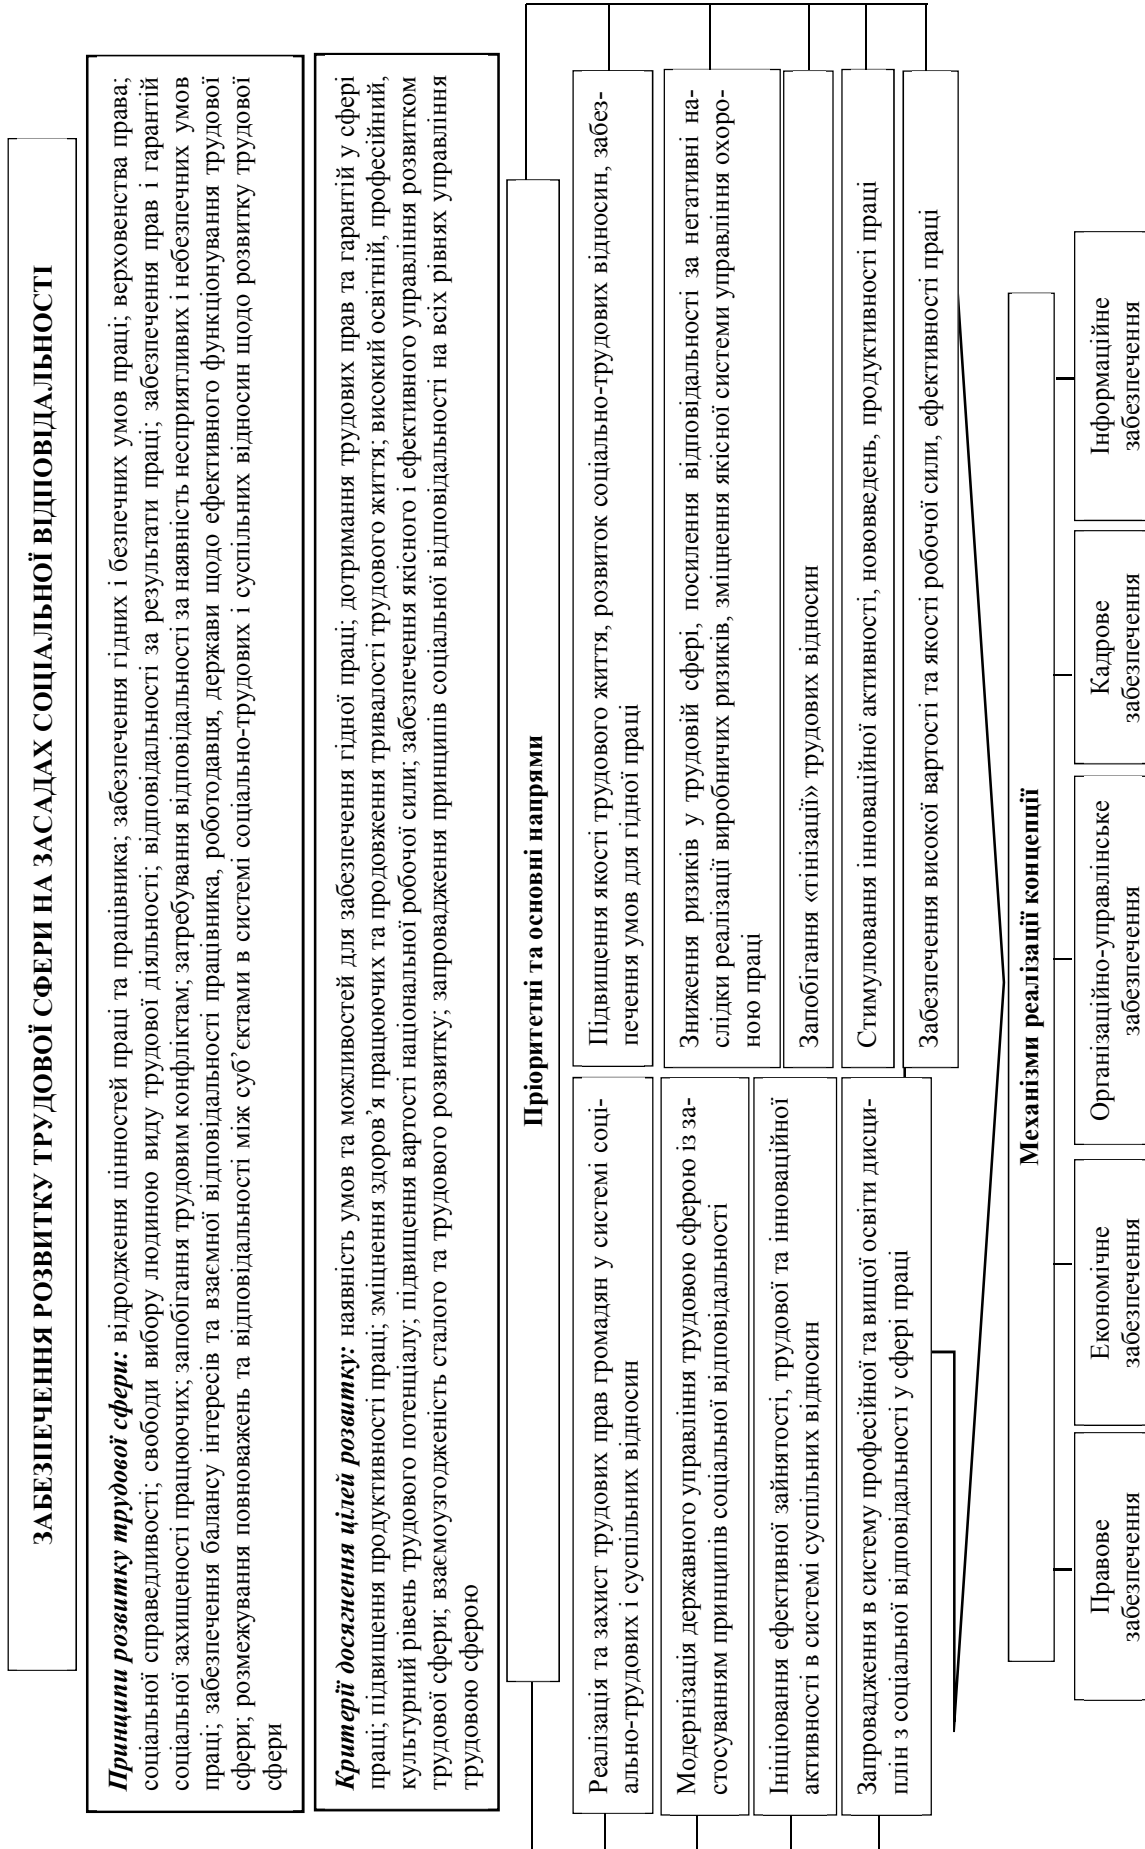 ЗАБЕЗПЕЧЕННЯ РОЗВИТКУ ТРУДОВОЇ СФЕРИ НА ЗАСАДАХ СОЦІАЛЬНОЇ ВІДПОВІДАЛЬНОСТІ
Принципи розвитку трудової сфери: відродження цінностей праці та працівника; забезпечення гідних і безпечних умов праці; верховенства права;
соціальної справедливості; свободи вибору людиною виду трудової діяльності; відповідальності за результати праці; забезпечення прав і гарантій
соціальної захищеності працюючих; запобігання трудовим конфліктам; затребування відповідальності за наявність несприятливих і небезпечних умов
праці; забезпечення балансу інтересів та взаємної відповідальності працівника, роботодавця, держави щодо ефективного функціонування трудової
сфери; розмежування повноважень та відповідальності між суб’єктами в системі соціально-трудових і суспільних відносин щодо розвитку трудової
сфери
Критерії досягнення цілей розвитку: наявність умов та можливостей для забезпечення гідної праці; дотримання трудових прав та гарантій у сфері
праці; підвищення продуктивності праці; зміцнення здоров’я працюючих та продовження тривалості трудового життя; високий освітній, професійний,
культурний рівень трудового потенціалу; підвищення вартості національної робочої сили; забезпечення якісного і ефективного управління розвитком
трудової сфери; взаємоузгодженість сталого та трудового розвитку; запровадження принципів соціальної відповідальності на всіх рівнях управління
трудовою сферою
Пріоритетні та основні напрями
Реалізація та захист трудових прав громадян у системі соці-
ально-трудових і суспільних відносин
Модернізація державного управління трудовою сферою із за-
стосуванням принципів соціальної відповідальності
Ініціювання ефективної зайнятості, трудової та інноваційної
активності в системі суспільних відносин
Запровадження в систему професійної та вищої освіти дисци-
плін з соціальної відповідальності у сфері праці
Підвищення якості трудового життя, розвиток соціально-трудових відносин, забез-
печення умов для гідної праці
Зниження ризиків у трудовій сфері, посилення відповідальності за негативні на-
слідки реалізації виробничих ризиків, зміцнення якісної системи управління охоро-
ною праці
Запобігання «тінізації» трудових відносин
Стимулювання інноваційної активності, нововведень, продуктивності праці
Забезпечення високої вартості та якості робочої сили, ефективності праці
Механізми реалізації концепції
Правове
забезпечення
Економічне
забезпечення
Організаційно-управлінське
забезпечення
Кадрове
забезпечення
Інформаційне
забезпечення